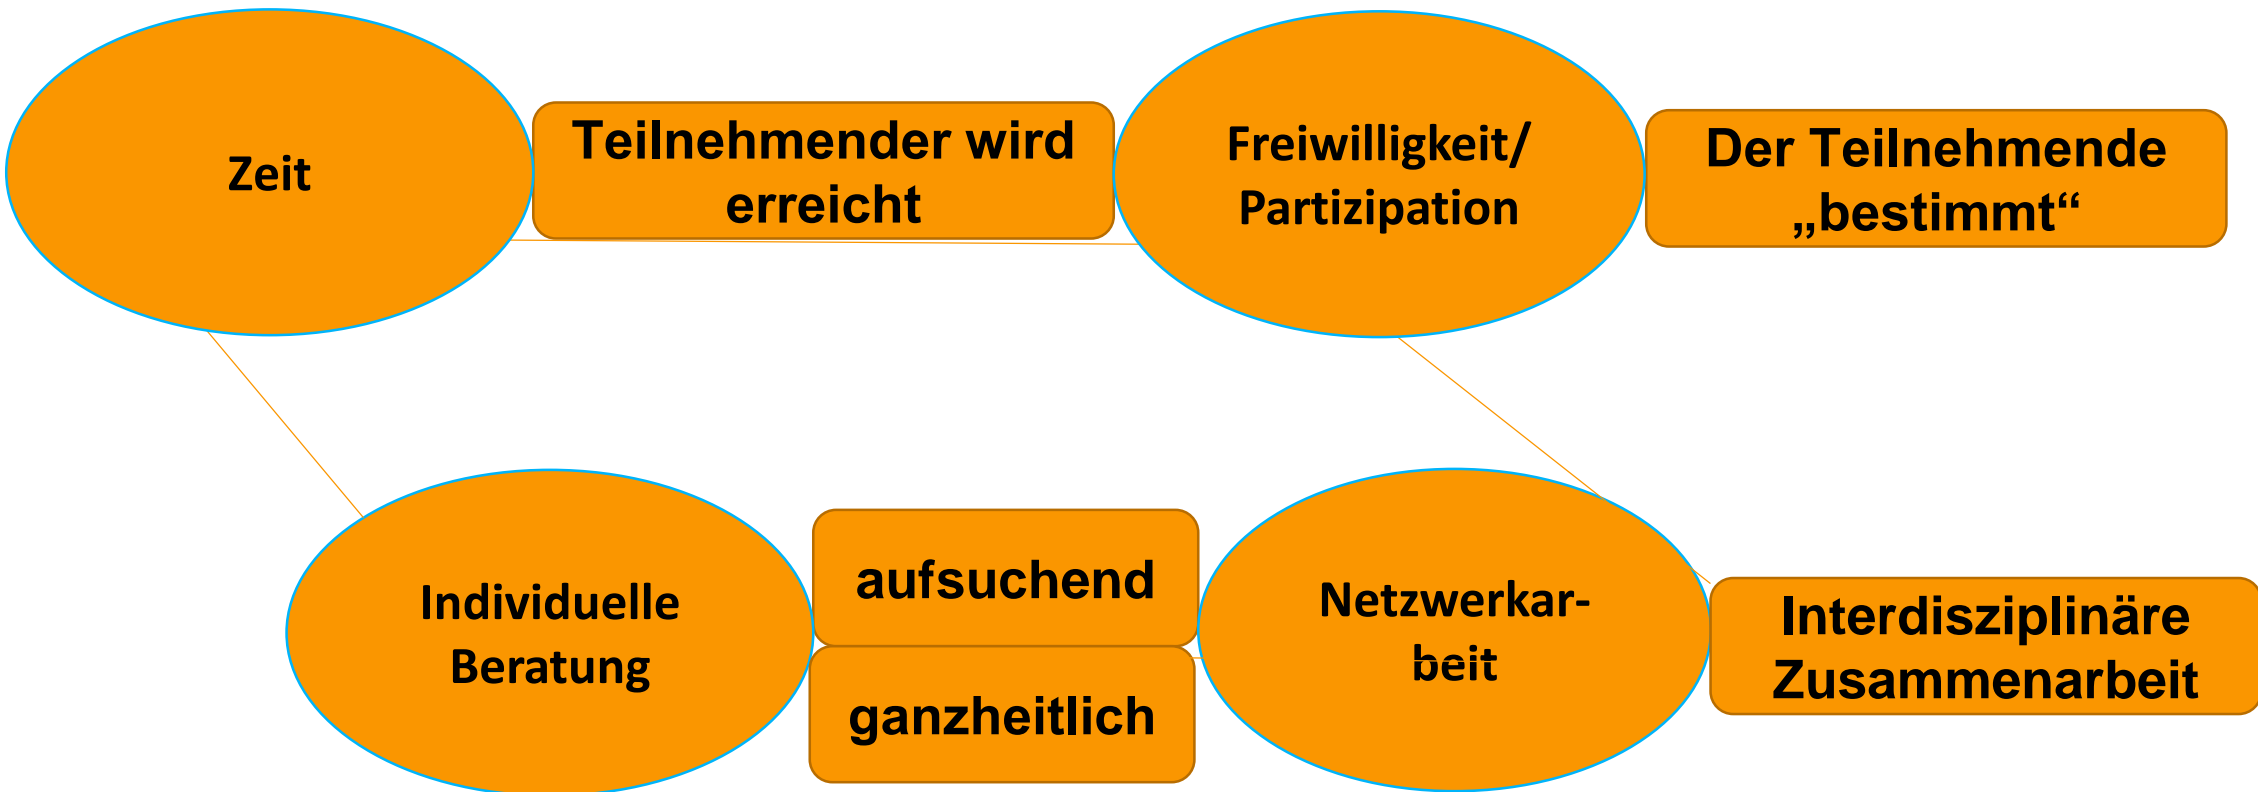 Zeit
Teilnehmender wird
erreicht
Freiwilligkeit/
Partizipation
Der Teilnehmende
„bestimmt“
Individuelle
Beratung
aufsuchend
ganzheitlich
Netzwerkar-
beit
Interdisziplinäre
Zusammenarbeit